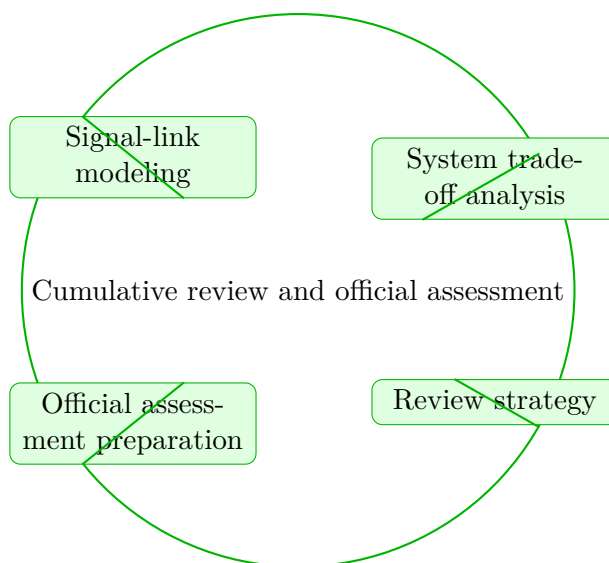 Signal-link
modeling
System trade-
off analysis
Cumulative review and official assessment
Official assess-
ment preparation
Review strategy